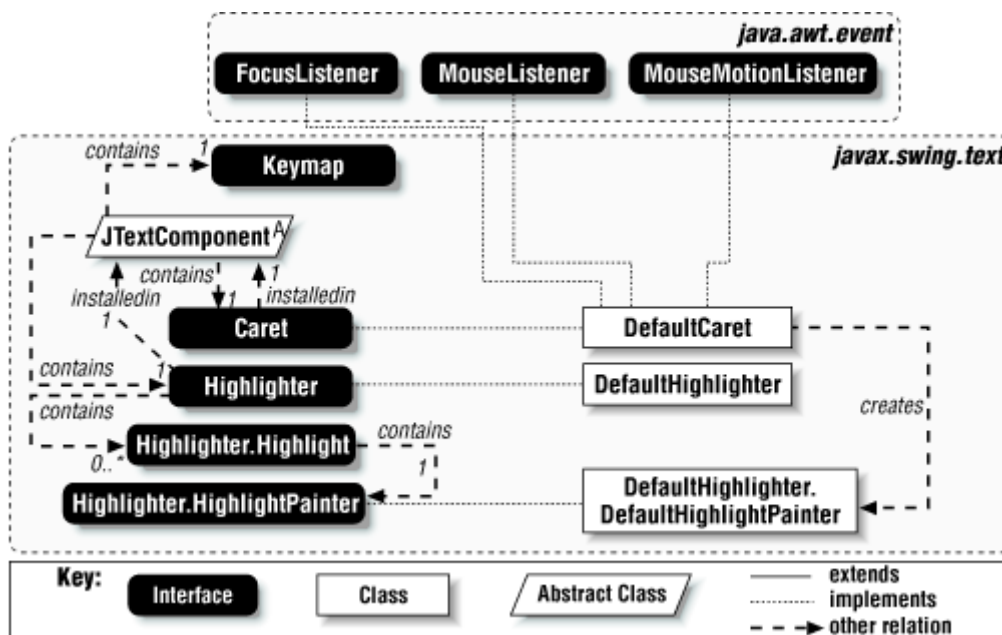 java.awt.event
FocusListener
MouseListener
MouseMotionListener
javax.swing.text
contains
1
Keymap
JTextComponent A
contains
1
installedin
1
installedin
1
Caret
DefaultCaret
contains
1
Highlighter
DefaultHighlighter
creates
contains
contains
Highlighter.Highlight
0..*
1
Highlighter.HighlightPainter
DefaultHighlighter.
DefaultHighlightPainter
Key:
Interface
Class
Abstract Class
extends
implements
other relation